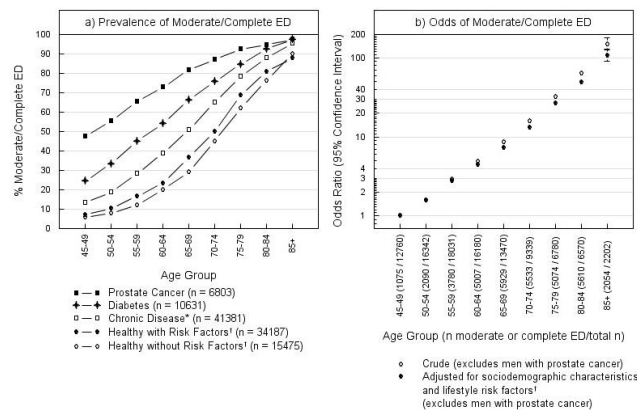 a) Prevalence of Moderate/Complete ED
100
90
80
70
60
50
40
30
20
10
0
% Moderate/Complete ED
45-49
50-54
55-59
60-64
65-69
70-74
75-79
80-84
85+
Age Group
Prostate Cancer (n = 6803)
Diabetes (n = 10631)
Chronic Disease* (n = 41381)
Healthy with Risk Factors† (n = 34187)
Healthy without Risk Factors† (n = 15475)
b) Odds of Moderate/Complete ED
200
100
40
30
20
10
4
3
2
1
Odds Ratio (95% Confidence Interval)
45-49 (1075 / 12760)
50-54 (2090 / 16342)
55-59 (3780 / 18031)
60-64 (5007 / 16180)
65-69 (5929 / 13470)
70-74 (5533 / 9339)
75-79 (5074 / 6780)
80-84 (5610 / 6570)
85+ (2054 / 2202)
Age Group (n moderate or complete ED/total n)
Crude (excludes men with prostate cancer)
Adjusted for sociodemographic characteristics
and lifestyle risk factors†
(excludes men with prostate cancer)